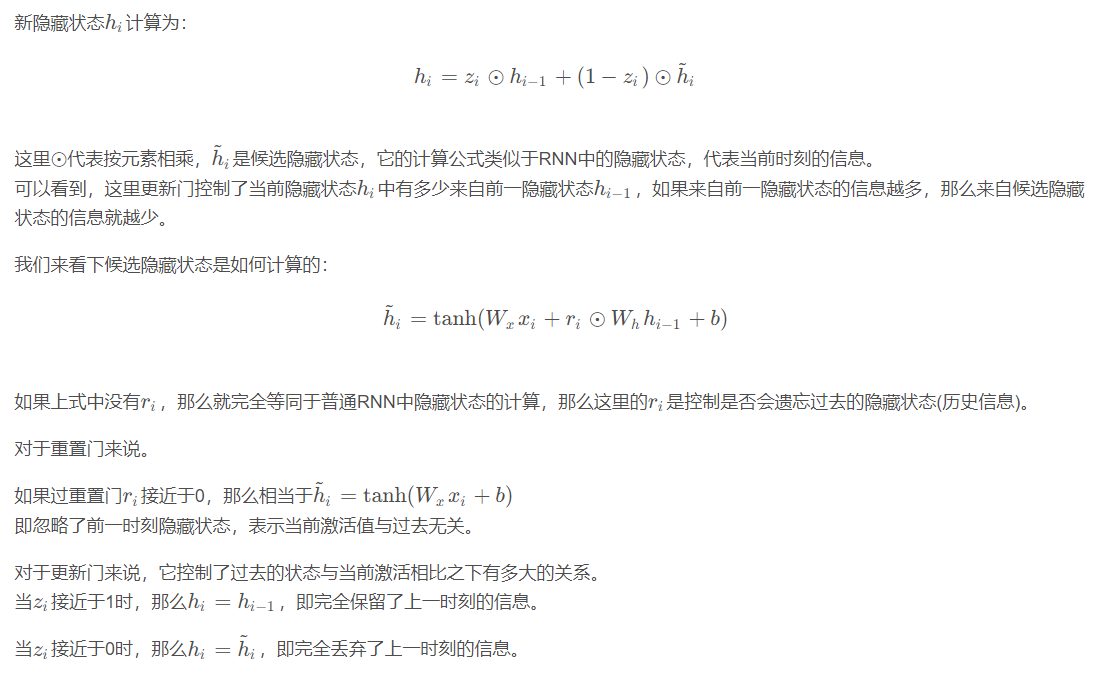 新隐藏状态$h_i$计算为:
$$h_i = z_i \odot h_{i-1} + (1 - z_i) \odot \tilde{h}_i$$
这里⊙代表按元素相乘，$\tilde{h}_i$是候选隐藏状态，它的计算公式类似于RNN中的隐藏状态，代表当前时刻的信息。
可以看到，这里更新门控制了当前隐藏状态$h_i$中有多少来自前一隐藏状态$h_{i-1}$，如果来自前一隐藏状态的信息越多，那么来自候选隐藏
状态的信息就越少。
我们来看下候选隐藏状态是如何计算的:
$$\tilde{h}_i = \tanh(W_x x_i + r_i \odot W_h h_{i-1} + b)$$
如果上式中没有$r_i$，那么就完全等同于普通RNN中隐藏状态的计算，那么这里的$r_i$是控制是否会遗忘过去的隐藏状态(历史信息)。
对于重置门来说。
如果过重置门$r_i$接近于0，那么相当于$\tilde{h}_i = \tanh(W_x x_i + b)$
即忽略了前一时刻隐藏状态，表示当前激活值与过去无关。
对于更新门来说，它控制了过去的状态与当前激活相比之下有多大的关系。
当$z_i$接近于1时，那么$h_i = h_{i-1}$，即完全保留了上一时刻的信息。
当$z_i$接近于0时，那么$h_i = \tilde{h}_i$，即完全丢弃了上一时刻的信息。